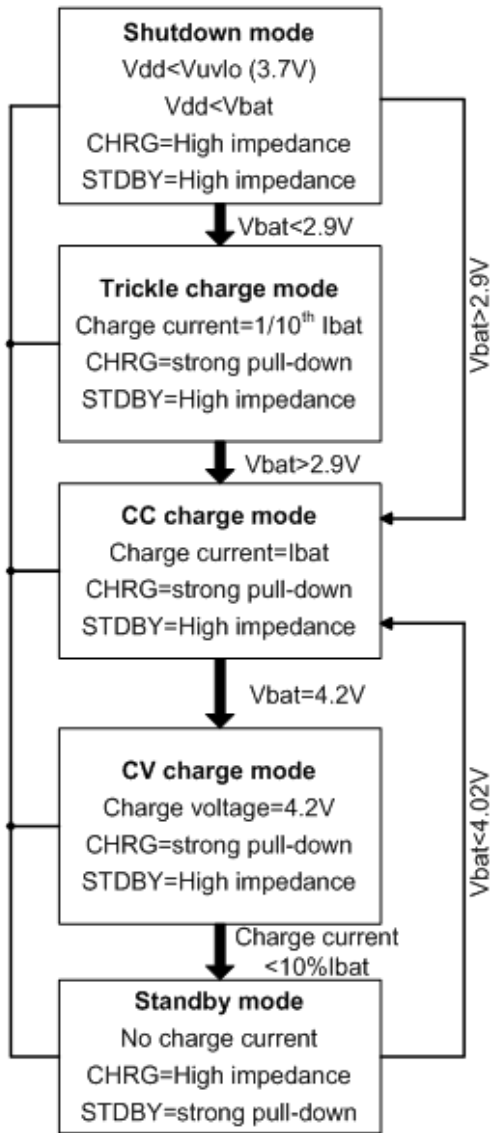 Shutdown mode
Vdd<Vuvlo (3.7V)
Vdd<Vbat
CHRG=High impedance
STDBY=High impedance
Vbat<2.9V
Vbat>2.9V
Trickle charge mode
Charge current=1/10th Ibat
CHRG=strong pull-down
STDBY=High impedance
Vbat>2.9V
CC charge mode
Charge current=Ibat
CHRG=strong pull-down
STDBY=High impedance
Vbat=4.2V
Vbat<4.02V
CV charge mode
Charge voltage=4.2V
CHRG=strong pull-down
STDBY=High impedance
Charge current
<10%Ibat
Standby mode
No charge current
CHRG=High impedance
STDBY=strong pull-down